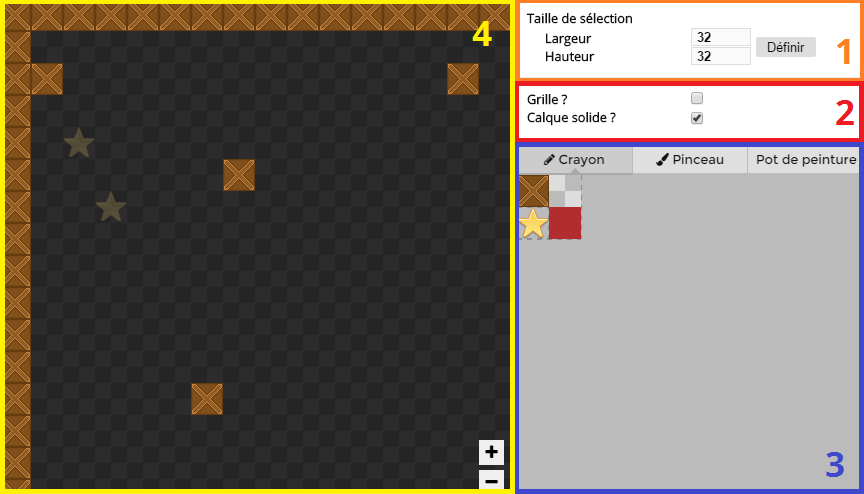 4
Taille de sélection
Largeur 32
Hauteur 32
Définir
1
Grille ?
Calque solide ?
2
Crayon Pinceau Pot de peinture
3
+
−